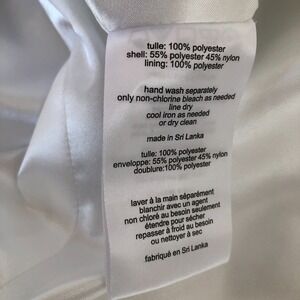 tulle: 100% polyester
shell: 55% polyester 45% nylon
lining: 100% polyester
hand wash separately
only non-chlorine bleach as needed
line dry
cool iron as needed
or dry clean
made in Sri Lanka
tulle: 100% polyester
enveloppe: 55% polyester 45% nylon
doublure:100% polyester
laver à la main séparément
blanchir avec un agent
non chloré au besoin seulement
étendre pour sécher
repasser à froid au besoin
ou nettoyer à sec
fabriqué en Sri Lanka